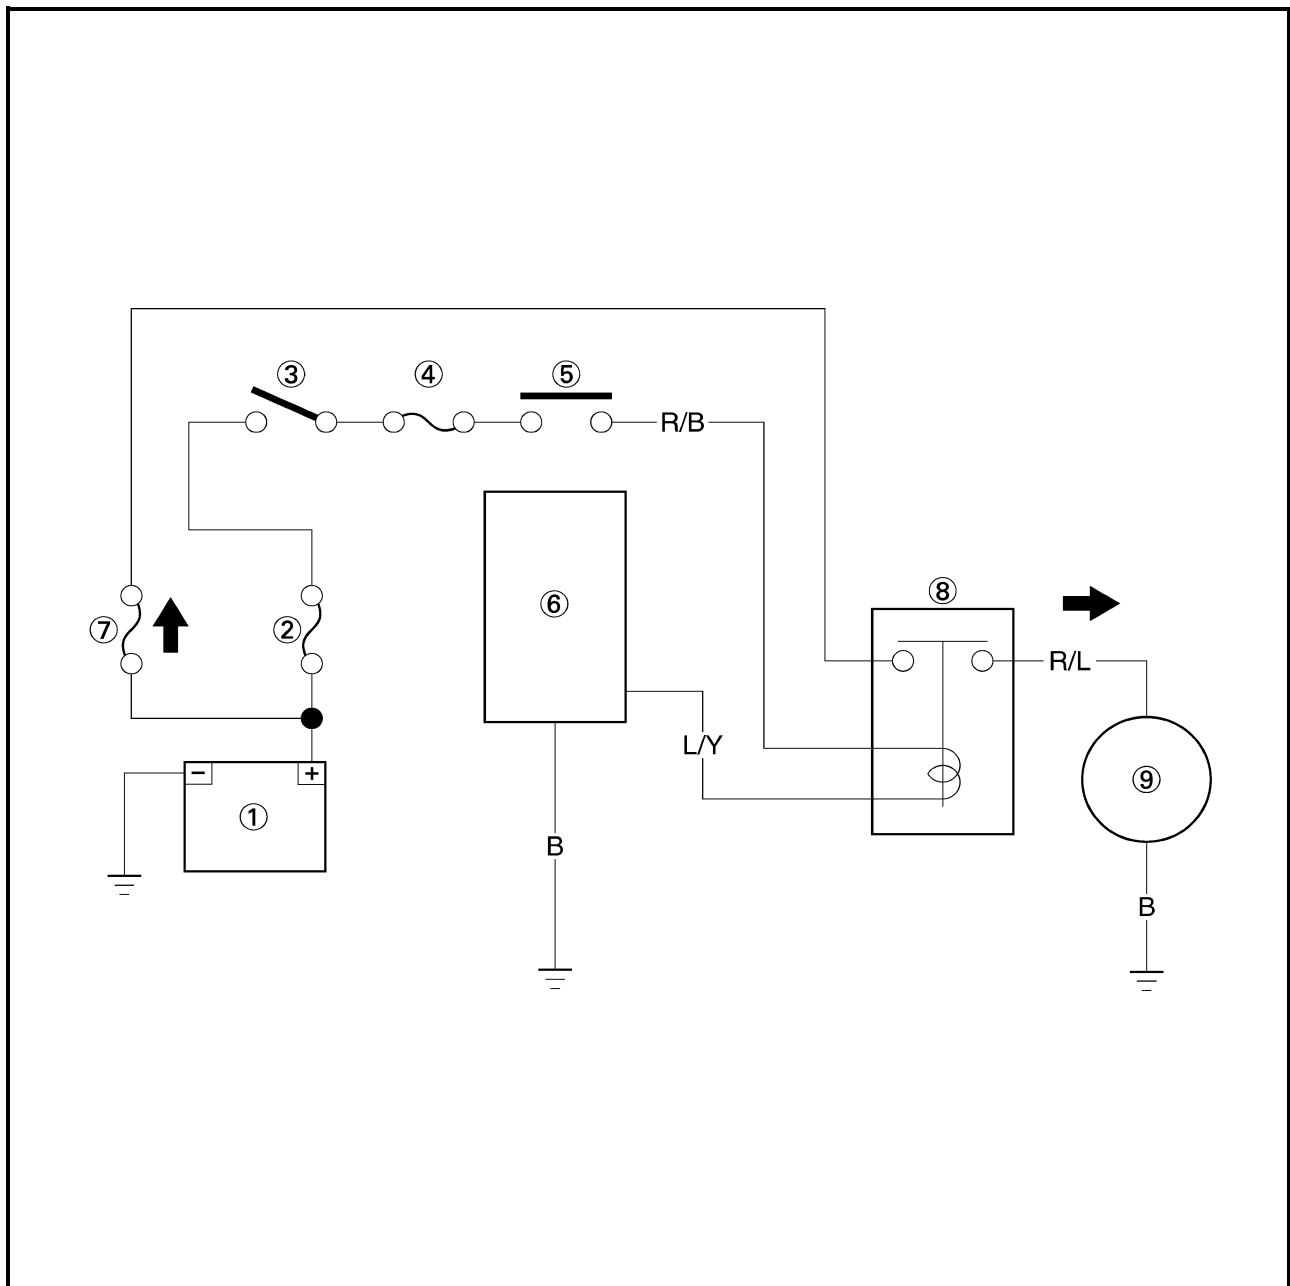 ③
④
⑤
R/B
⑧
⑥
⑦
②
R/L
L/Y
−
+
⑨
①
B
B